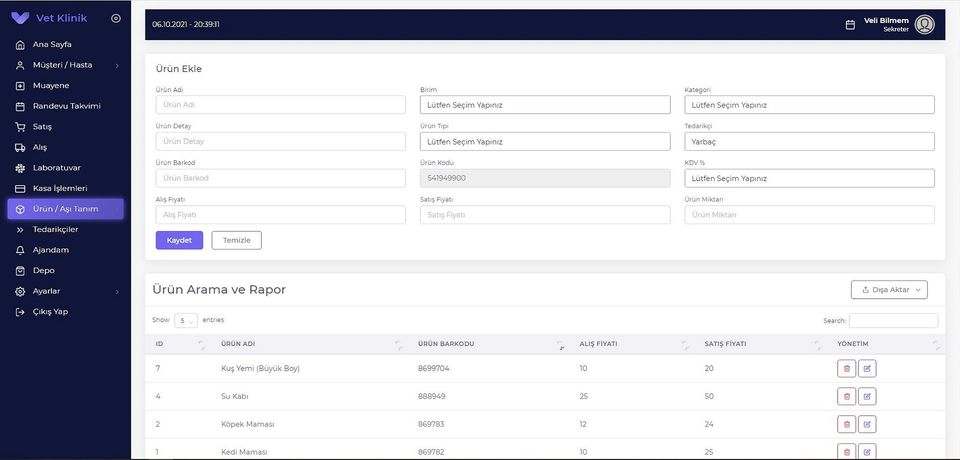 Vet Klinik
Ana Sayfa
Müşteri / Hasta
Muayene
Randevu Takvimi
Satış
Alış
Laboratuvar
Kasa İşlemleri
Ürün / Aşı Tanım
Tedarikçiler
Ajandam
Depo
Ayarlar
Çıkış Yap
06.10.2021 - 20:39:11
Veli Bilmem
Sekreter
Ürün Ekle
Ürün Adı Birim Kategori
Ürün Adı Lütfen Seçim Yapınız Lütfen Seçim Yapınız
Ürün Detay Ürün Tipi Tedarikçi
Ürün Detay Lütfen Seçim Yapınız Yarbaç
Ürün Barkod Ürün Kodu KDV %
Ürün Barkod 541949900 Lütfen Seçim Yapınız
Alış Fiyatı Satış Fiyatı Ürün Miktarı
Alış Fiyatı Satış Fiyatı Ürün Miktarı
Kaydet Temizle
Ürün Arama ve Rapor Dışa Aktar
Show 5 entries Search:
ID ÜRÜN ADI ÜRÜN BARKODU ALIŞ FİYATI SATIŞ FİYATI YÖNETİM
7 Kuş Yemi (Büyük Boy) 8699704 10 20
4 Su Kabı 888949 25 50
2 Köpek Maması 869783 12 24
1 Kedi Maması 869782 10 25